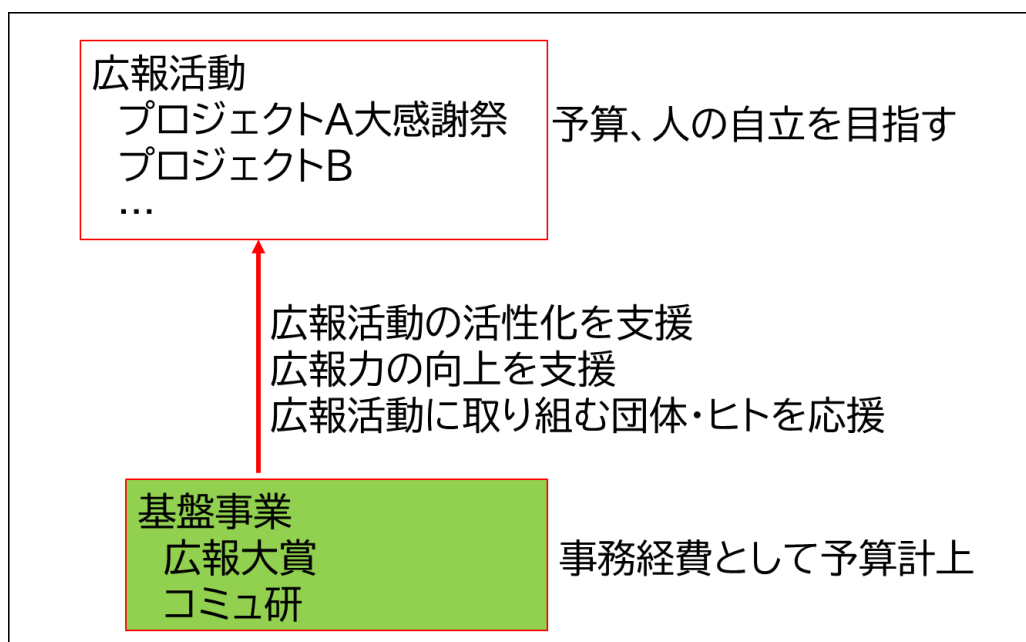 広報活動
プロジェクトA大感謝祭
プロジェクトB
…
予算、人の自立を目指す
広報活動の活性化を支援
広報力の向上を支援
広報活動に取り組む団体・ヒトを応援
基盤事業
広報大賞
コミュ研
事務経費として予算計上